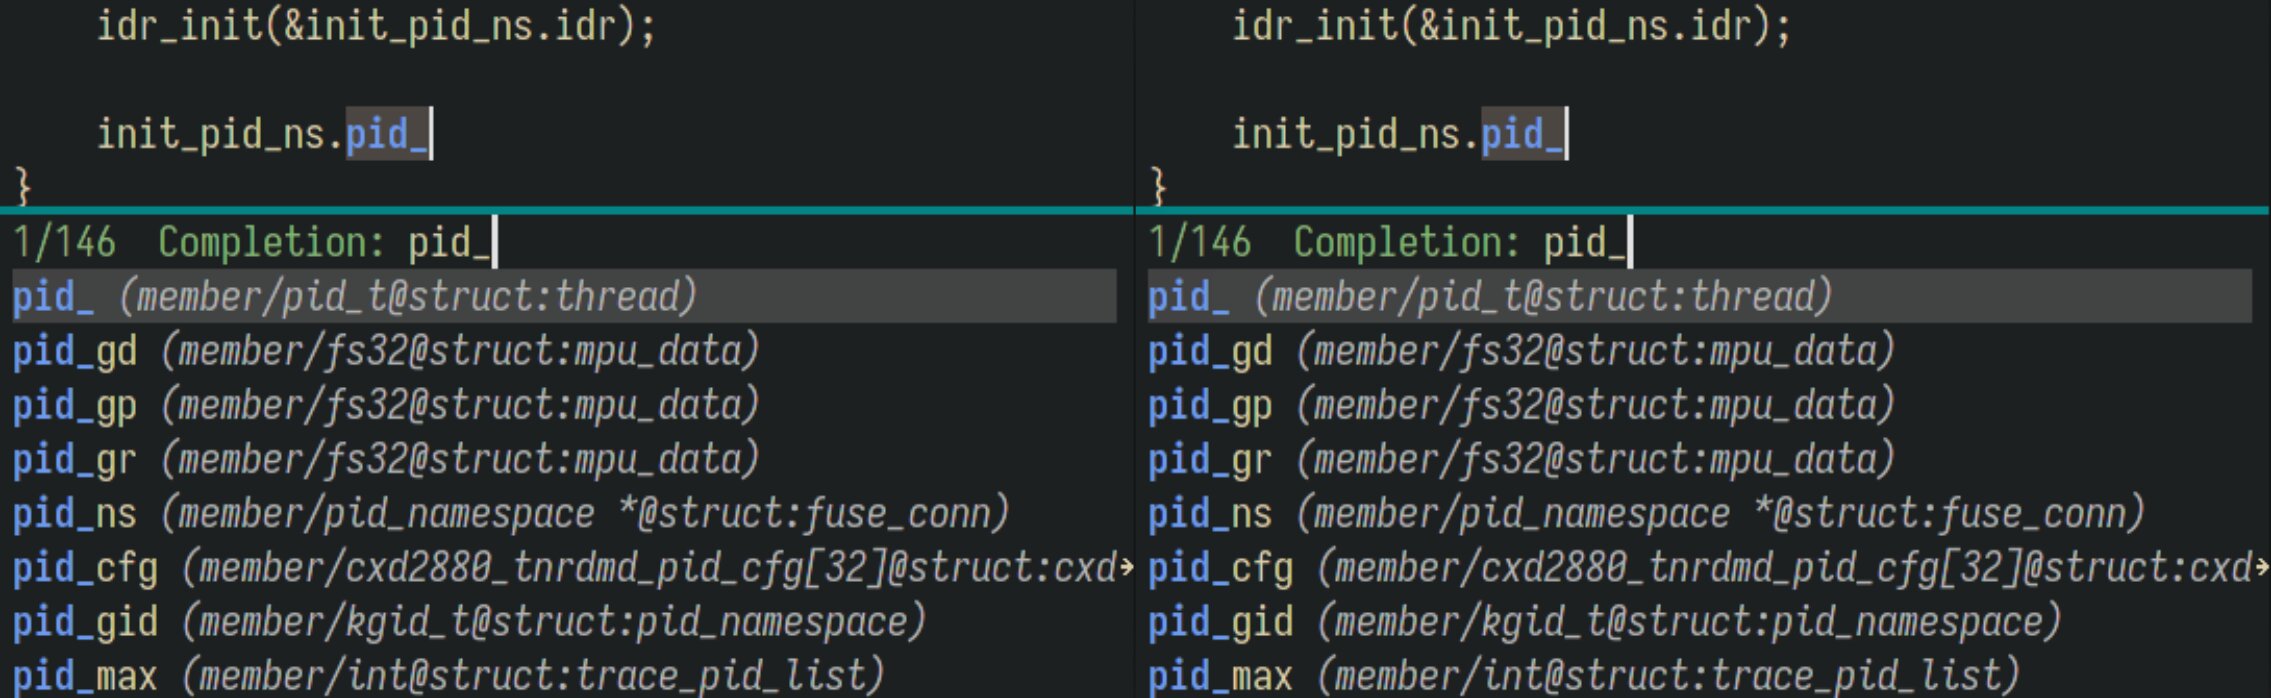 idr_init(&init_pid_ns.idr);
init_pid_ns.pid_
}
1/146 Completion: pid_
pid_ (member/pid_t@struct:thread)
pid_gd (member/fs32@struct:mpu_data)
pid_gp (member/fs32@struct:mpu_data)
pid_gr (member/fs32@struct:mpu_data)
pid_ns (member/pid_namespace *@struct:fuse_conn)
pid_cfg (member/cxd2880_tnrdmd_pid_cfg[32]@struct:cxd
pid_gid (member/kgid_t@struct:pid_namespace)
pid_max (member/int@struct:trace_pid_list)
idr_init(&init_pid_ns.idr);
init_pid_ns.pid_
}
1/146 Completion: pid_
pid_ (member/pid_t@struct:thread)
pid_gd (member/fs32@struct:mpu_data)
pid_gp (member/fs32@struct:mpu_data)
pid_gr (member/fs32@struct:mpu_data)
pid_ns (member/pid_namespace *@struct:fuse_conn)
pid_cfg (member/cxd2880_tnrdmd_pid_cfg[32]@struct:cxd
pid_gid (member/kgid_t@struct:pid_namespace)
pid_max (member/int@struct:trace_pid_list)